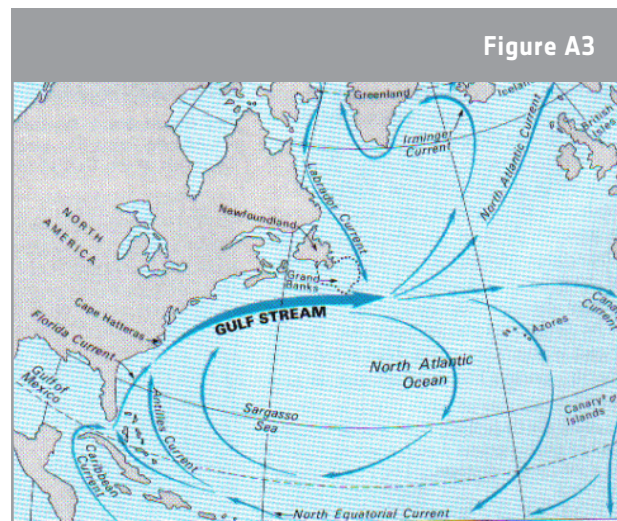 Figure A3
Greenland
Iceland
British
Isles
Irminger
Current
North Atlantic Current
Labrador Current
Newfoundland
NORTH
AMERICA
Grand
Banks
Cape Hatteras
GULF STREAM
Florida Current
Canary
Current
Azores
North Atlantic
Ocean
Gulf of
Mexico
Antilles Current
Sargasso
Sea
Canary
Islands
Caribbean
Current
North Equatorial Current